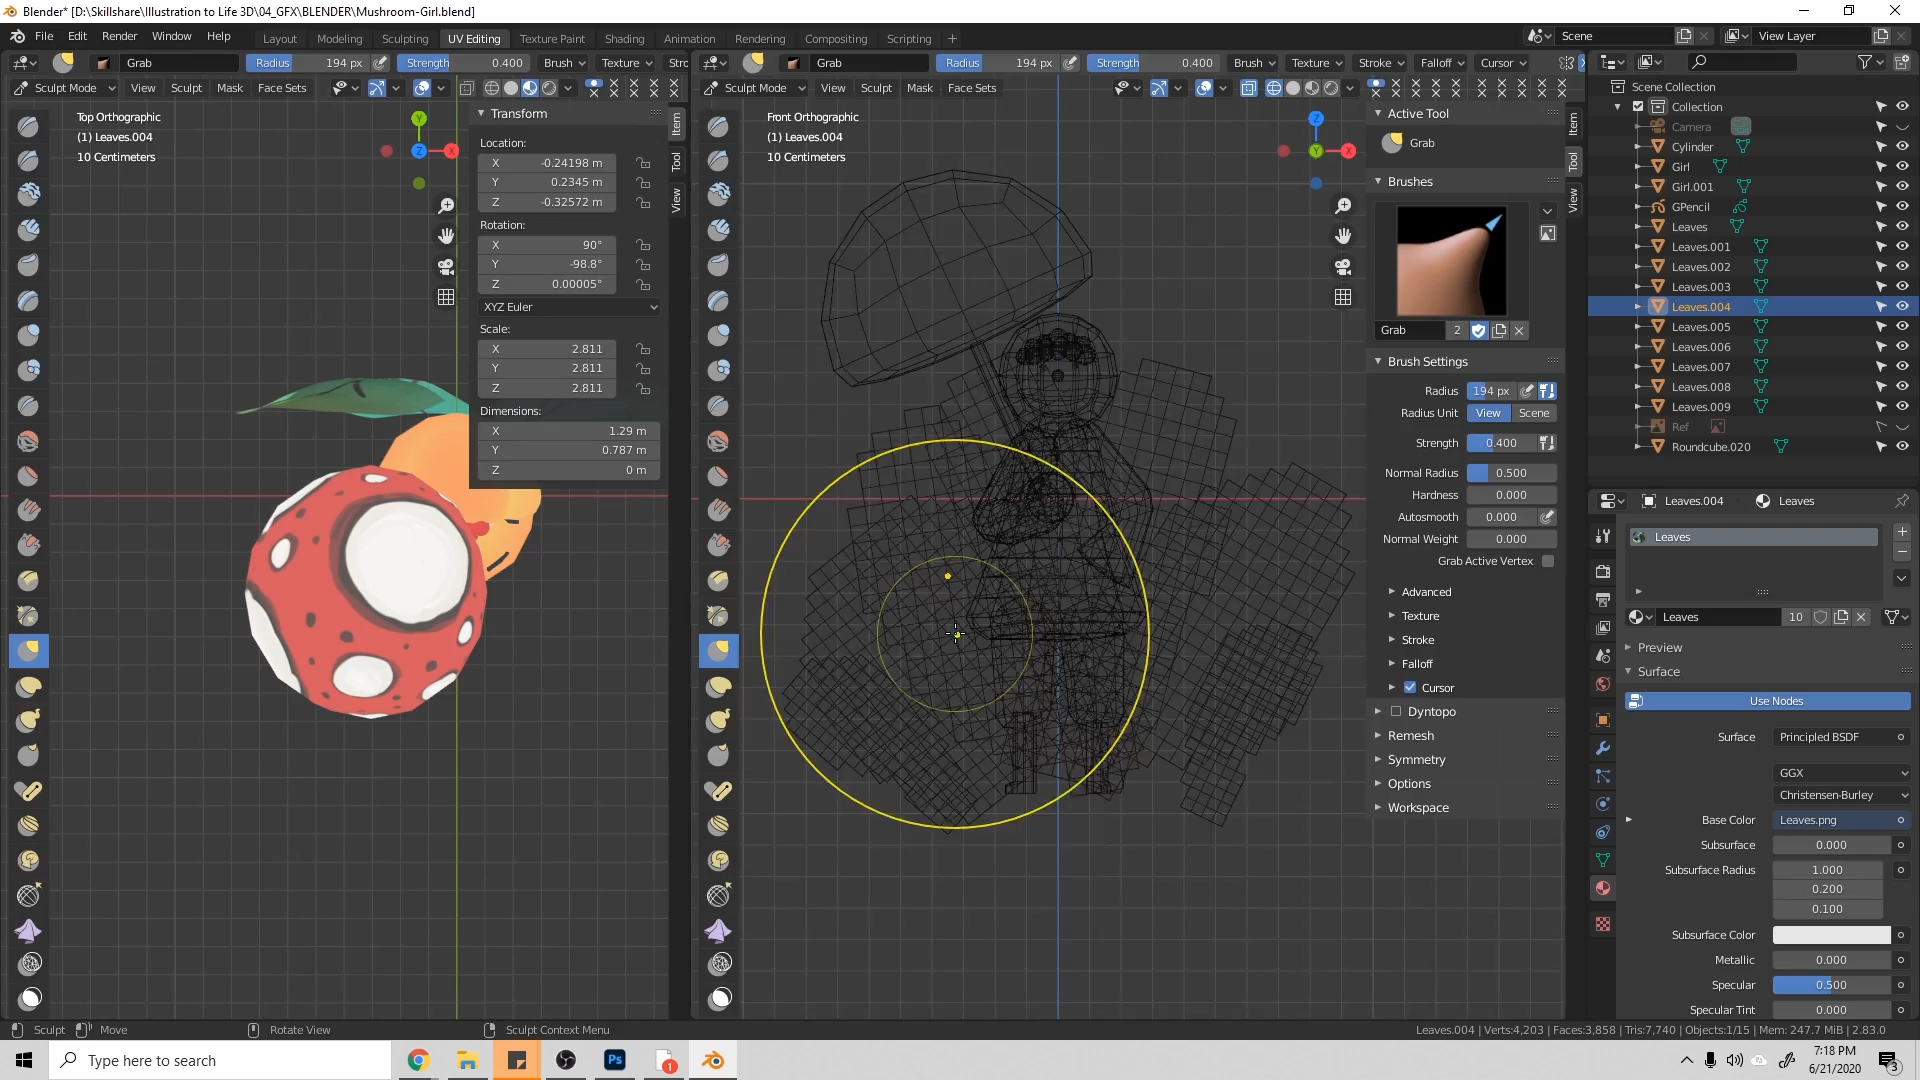 Blender* [D:\Skillshare\Illustration to Life 3D\04_GFX\BLENDER\Mushroom-Girl.blend]
File Edit Render Window Help Layout Modeling Sculpting UV Editing Texture Paint Shading Animation Rendering Compositing Scripting Scene View Layer
Grab Radius 194 px Strength 0.400 Brush Texture Strc
Grab Radius 194 px Strength 0.400 Brush Texture Stroke Falloff Cursor
Sculpt Mode View Sculpt Mask Face Sets
Sculpt Mode View Sculpt Mask Face Sets
Top Orthographic
(1) Leaves.004
10 Centimeters
Transform
Location:
X -0.24198 m
Y 0.2345 m
Z -0.32572 m
Rotation:
X 90°
Y -98.8°
Z 0.00005°
XYZ Euler
Scale:
X 2.811
Y 2.811
Z 2.811
Dimensions:
X 1.29 m
Y 0.787 m
Z 0 m
Item
Tool
View
Y
Z X
Front Orthographic
(1) Leaves.004
10 Centimeters
Z
Y X
Active Tool
Grab
Brushes
Grab 2
Brush Settings
Radius 194 px
Radius Unit View Scene
Strength 0.400
Normal Radius 0.500
Hardness 0.000
Autosmooth 0.000
Normal Weight 0.000
Grab Active Vertex
Advanced
Texture
Stroke
Falloff
Cursor
Dyntopo
Remesh
Symmetry
Options
Workspace
Item
Tool
View
Scene Collection
Collection
Camera
Cylinder
Girl
Girl.001
GPencil
Leaves
Leaves.001
Leaves.002
Leaves.003
Leaves.004
Leaves.005
Leaves.006
Leaves.007
Leaves.008
Leaves.009
Ref
Roundcube.020
Leaves.004 Leaves
Leaves
Leaves 10
Preview
Surface
Use Nodes
Surface Principled BSDF
GGX
Christensen-Burley
Base Color Leaves.png
Subsurface 0.000
Subsurface Radius 1.000
0.200
0.100
Subsurface Color
Metallic 0.000
Specular 0.500
Specular Tint 0.000
Sculpt Move Rotate View Sculpt Context Menu Leaves.004 | Verts:4,203 | Faces:3,858 | Tris:7,740 | Objects:1/15 | Mem: 247.7 MiB | 2.83.0
Type here to search
Ps
1
7:18 PM
6/21/2020
3